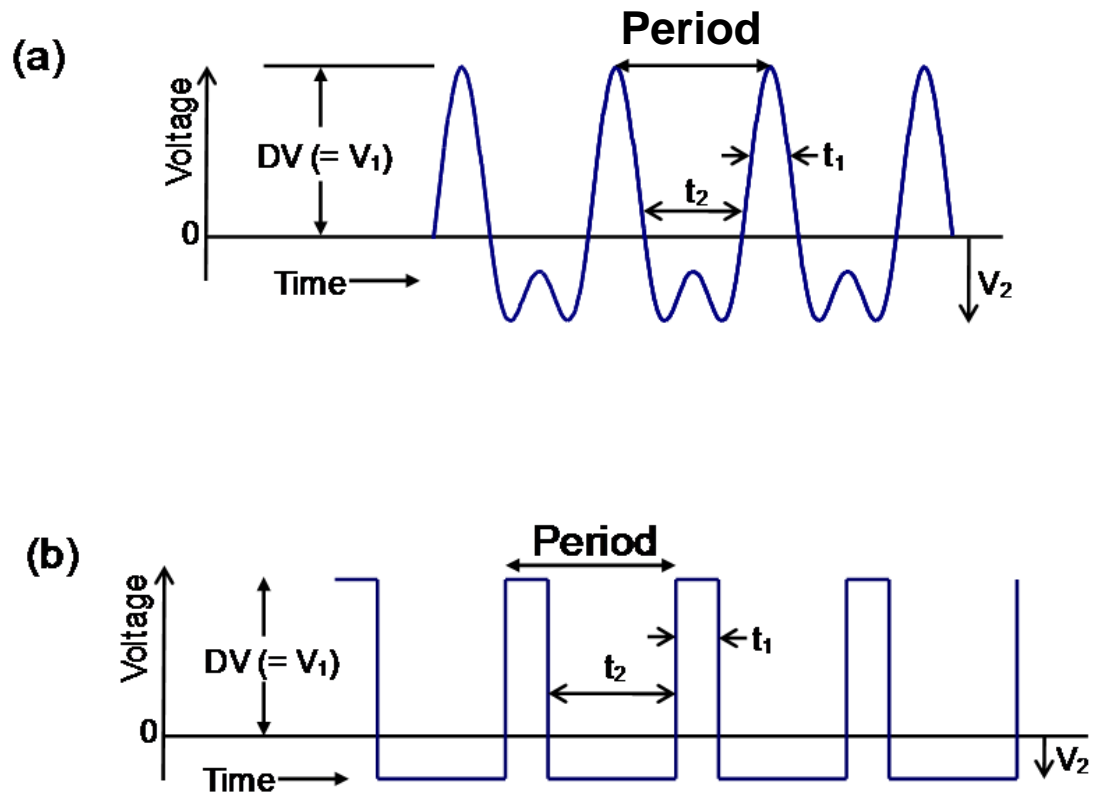 Period
(a)
Voltage
DV (= V₁)
t₁
t₂
0
Time
V₂
Period
(b)
Voltage
DV (= V₁)
t₁
t₂
0
V₂
Time